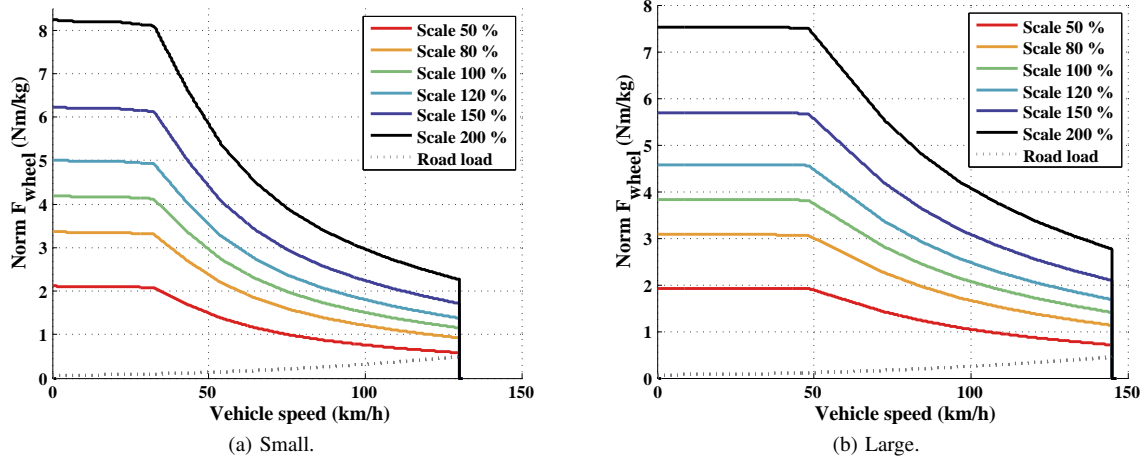 8
7
6
5
4
3
2
1
0
Norm F_wheel (Nm/kg)
Scale 50 %
Scale 80 %
Scale 100 %
Scale 120 %
Scale 150 %
Scale 200 %
Road load
0 50 100 150
Vehicle speed (km/h)
(a) Small.
8
7
6
5
4
3
2
1
0
Norm F_wheel (Nm/kg)
Scale 50 %
Scale 80 %
Scale 100 %
Scale 120 %
Scale 150 %
Scale 200 %
Road load
0 50 100 150
Vehicle speed (km/h)
(b) Large.